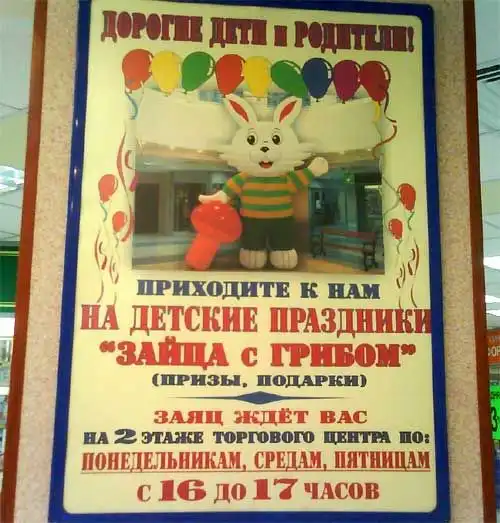 ДОРОГИЕ ДЕТИ и РОДИТЕЛИ!
ПРИХОДИТЕ К НАМ
НА ДЕТСКИЕ ПРАЗДНИКИ
"ЗАЙЦА с ГРИБОМ"
(ПРИЗЫ, ПОДАРКИ)
ЗАЯЦ ЖДЁТ ВАС
НА 2 ЭТАЖЕ ТОРГОВОГО ЦЕНТРА ПО:
ПОНЕДЕЛЬНИКАМ, СРЕДАМ, ПЯТНИЦАМ
С 16 ДО 17 ЧАСОВ